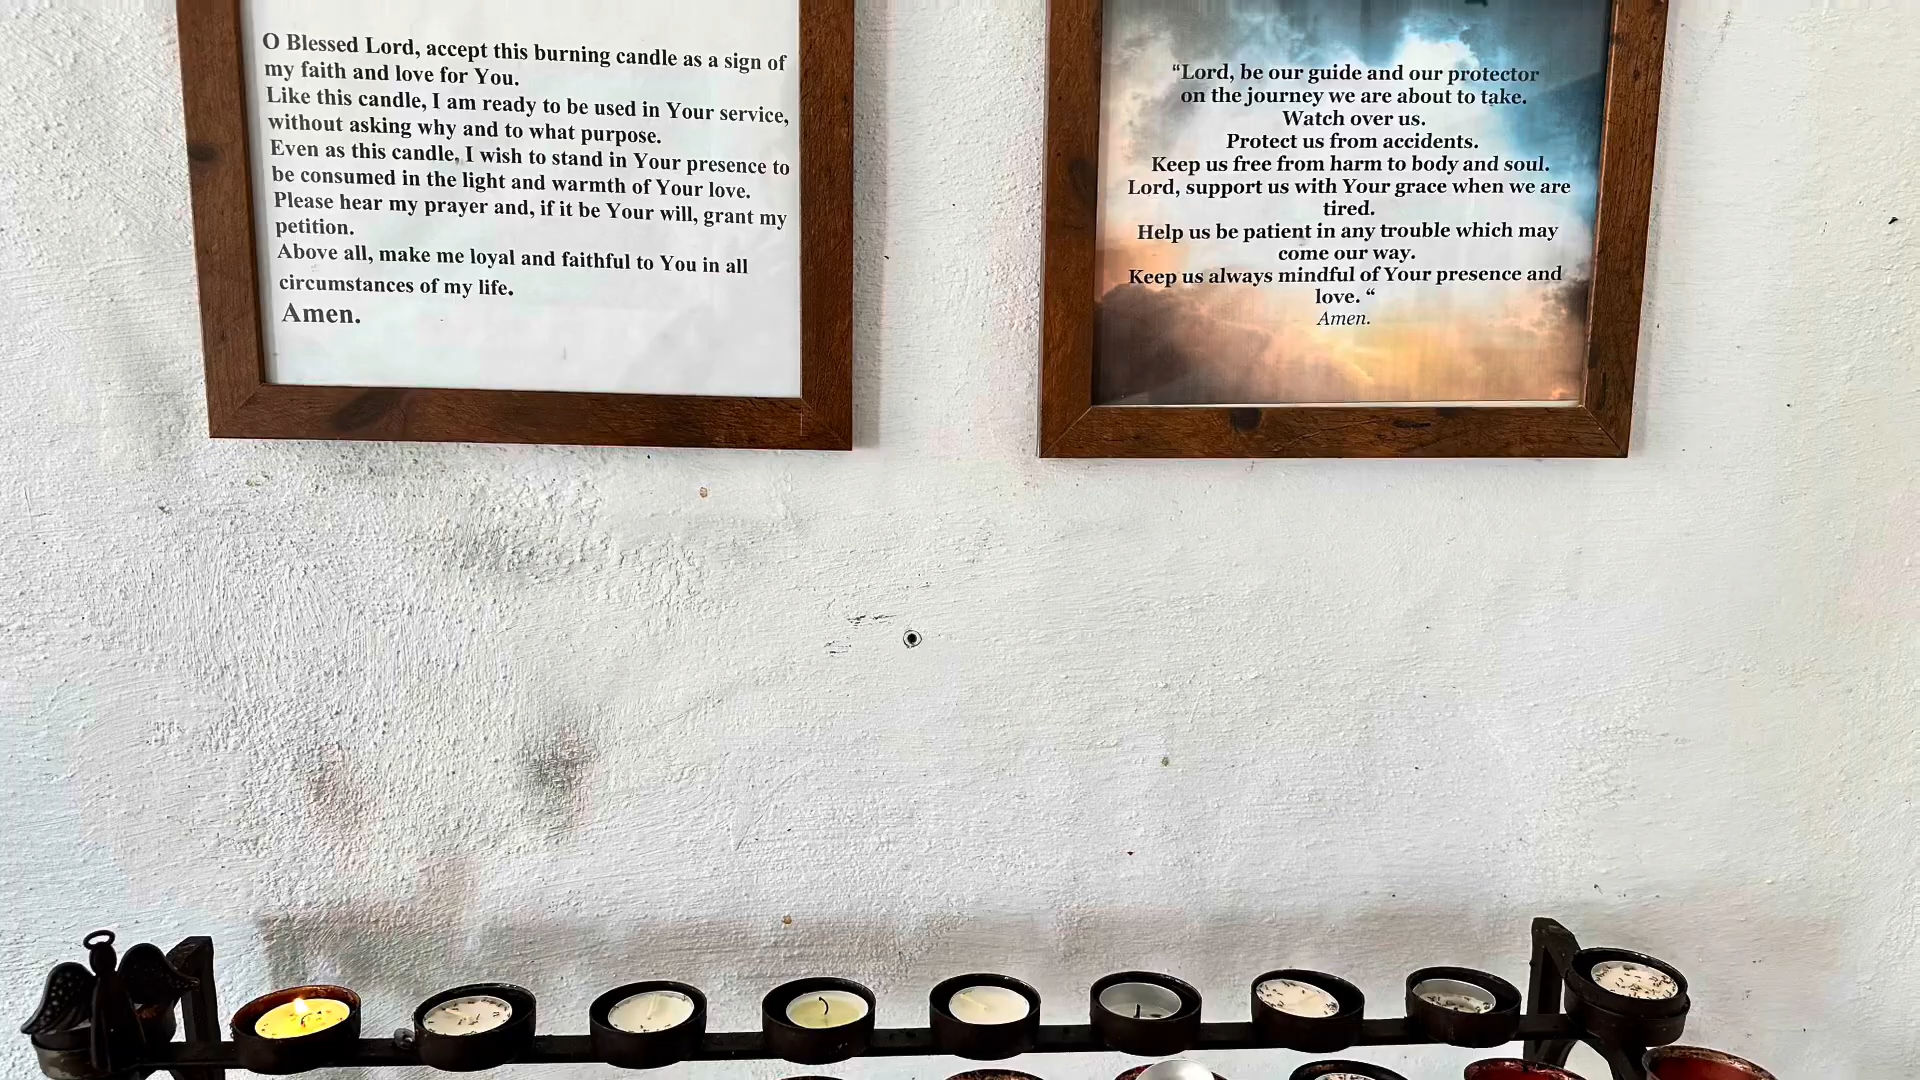 O Blessed Lord, accept this burning candle as a sign of
my faith and love for You.
Like this candle, I am ready to be used in Your service,
without asking why and to what purpose.
Even as this candle, I wish to stand in Your presence to
be consumed in the light and warmth of Your love.
Please hear my prayer and, if it be Your will, grant my
petition.
Above all, make me loyal and faithful to You in all
circumstances of my life.
Amen.
“Lord, be our guide and our protector
on the journey we are about to take.
Watch over us.
Protect us from accidents.
Keep us free from harm to body and soul.
Lord, support us with Your grace when we are
tired.
Help us be patient in any trouble which may
come our way.
Keep us always mindful of Your presence and
love. “
Amen.